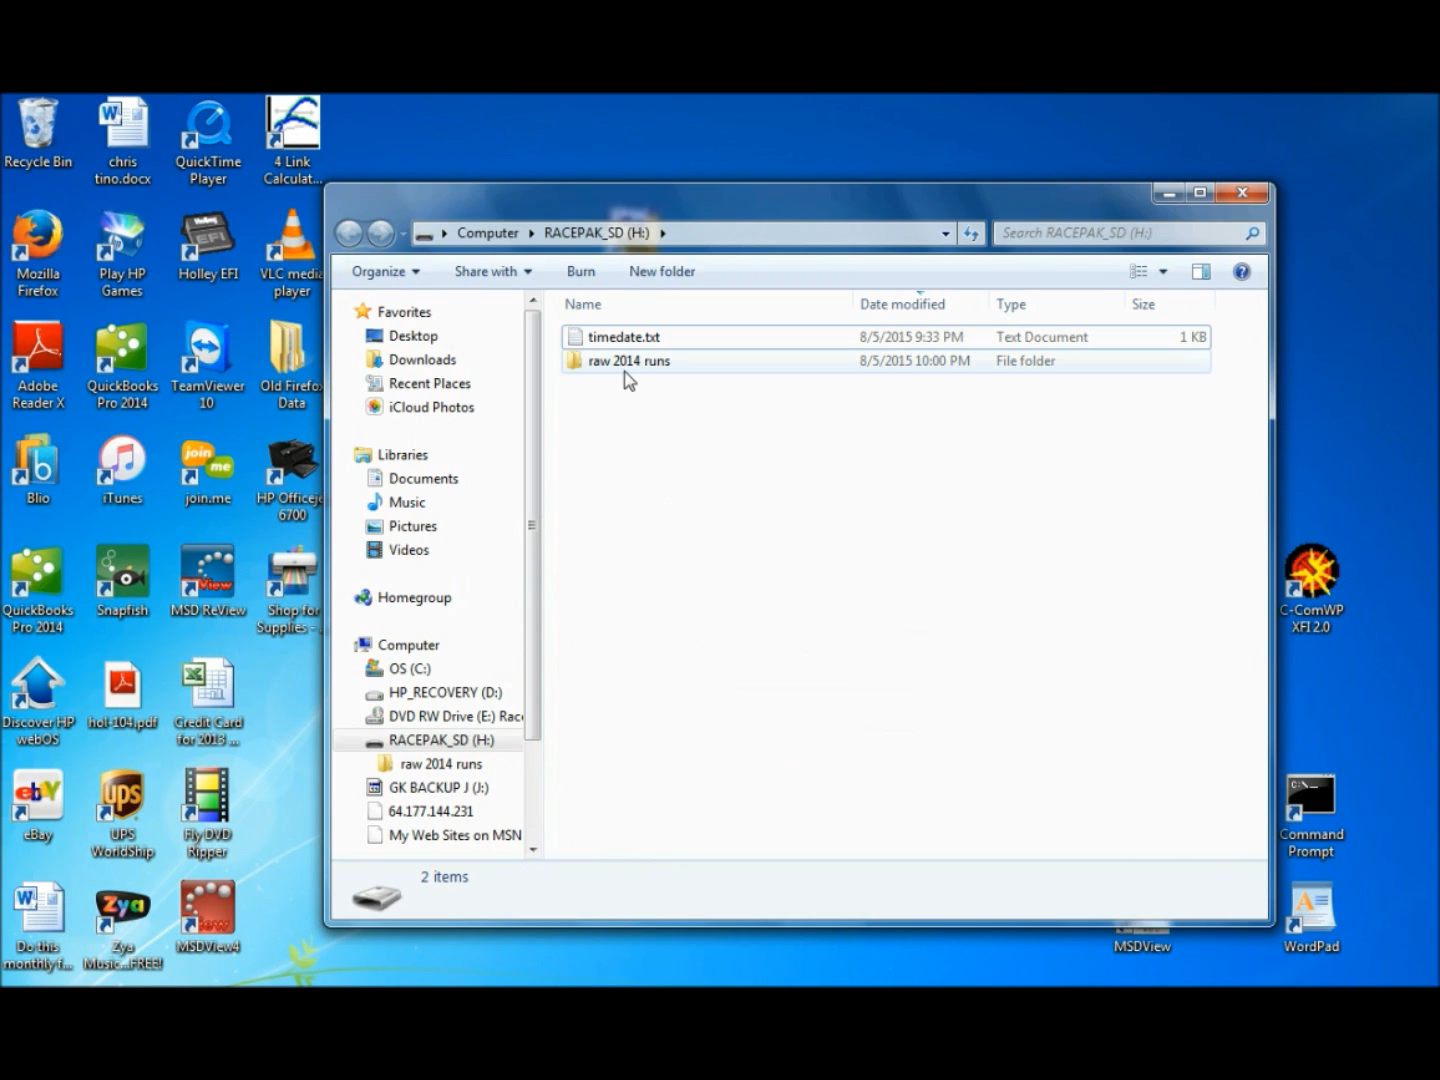 Recycle Bin
chris
tino.docx
QuickTime
Player
4 Link
Calculat...
Mozilla
Firefox
Play HP
Games
Holley EFI
VLC media
player
Adobe
Reader X
QuickBooks
Pro 2014
TeamViewer
10
Old Firefox
Data
Blio
iTunes
join.me
HP Officeje
6700
QuickBooks
Pro 2014
Snapfish
MSD ReView
Shop for
Supplies - ...
Discover HP
webOS
hol-104.pdf
Credit Card
for 2013 ...
eBay
UPS
WorldShip
Fly DVD
Ripper
Do this
monthly f...
Zya
Music...FREE!
MSDView4
Computer
RACEPAK_SD (H:)
Search RACEPAK_SD (H:)
Organize
Share with
Burn
New folder
Favorites
Desktop
Downloads
Recent Places
iCloud Photos
Libraries
Documents
Music
Pictures
Videos
Homegroup
Computer
OS (C:)
HP_RECOVERY (D:)
DVD RW Drive (E:) Race
RACEPAK_SD (H:)
raw 2014 runs
GK BACKUP J (J:)
64.177.144.231
My Web Sites on MSN
Name Date modified Type Size
timedate.txt 8/5/2015 9:33 PM Text Document 1 KB
raw 2014 runs 8/5/2015 10:00 PM File folder
2 items
C-ComWP
XFI 2.0
Command
Prompt
MSDView
WordPad